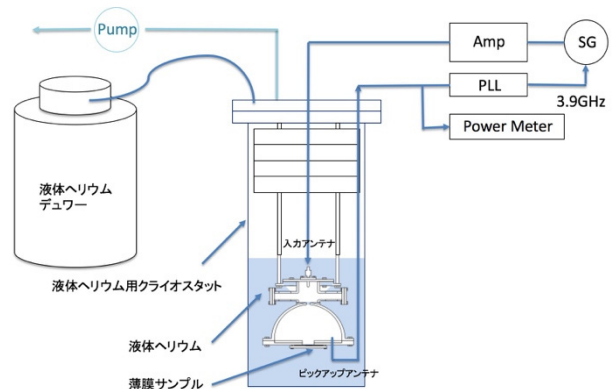 Pump
Amp
SG
PLL
3.9GHz
Power Meter
液体ヘリウム
デュワー
入力アンテナ
液体ヘリウム用クライオスタット
液体ヘリウム
ピックアップアンテナ
薄膜サンプル